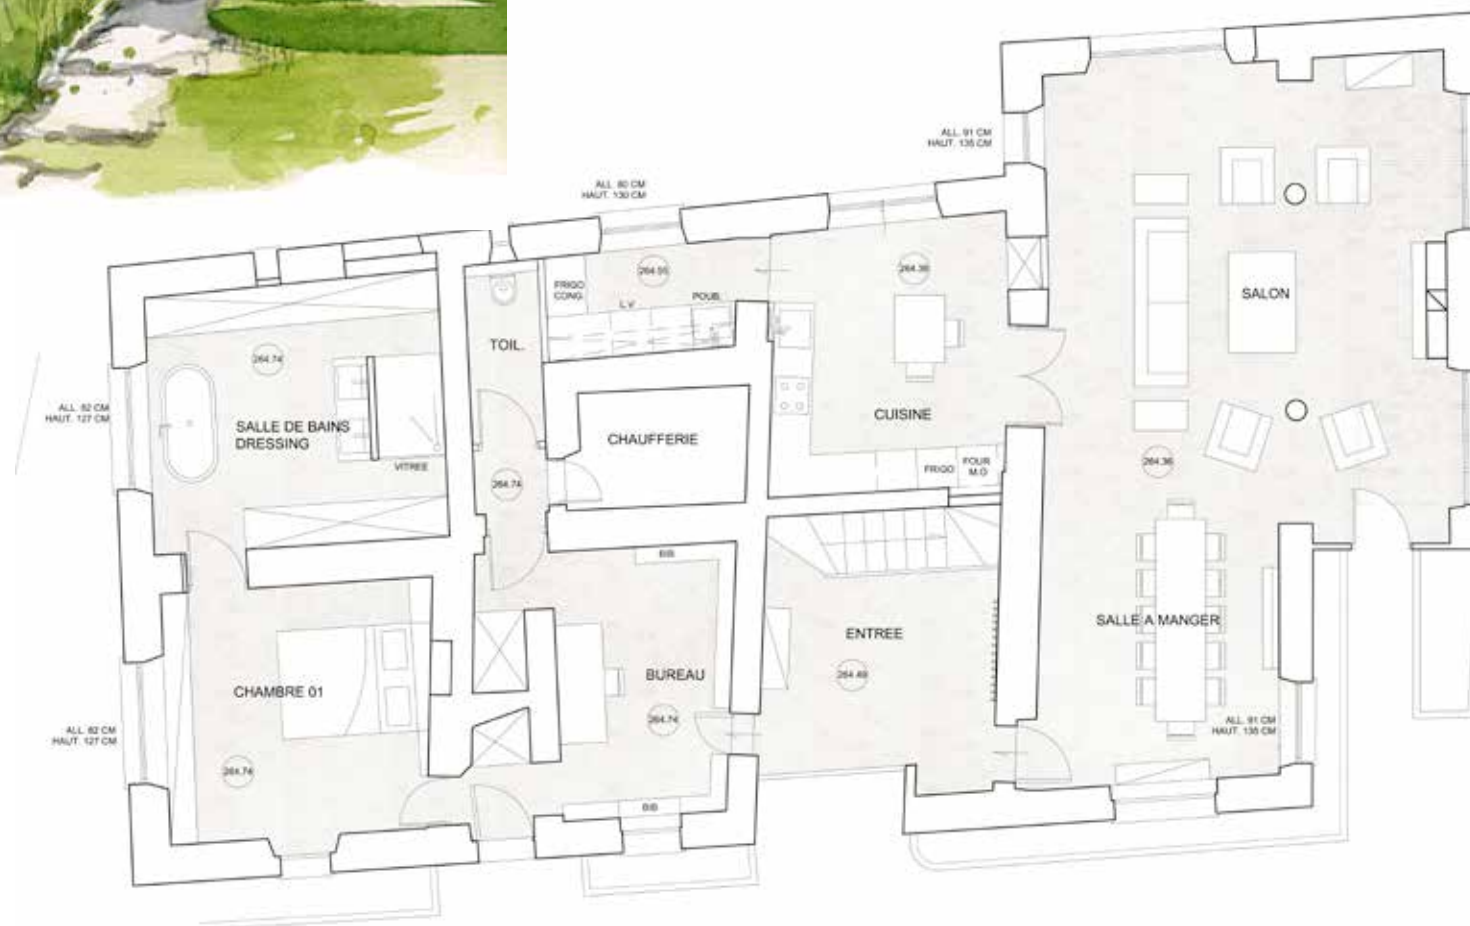 ALL. 91 CM
HAUT. 135 CM
ALL. 80 CM
HAUT. 130 CM
264.55
264.36
FRIGO
CONG.
L.V.
POUB.
SALON
TOIL.
264.74
ALL. 82 CM
HAUT. 127 CM
SALLE DE BAINS
DRESSING
VITREE
CHAUFFERIE
CUISINE
FRIGO
FOUR
M.O
264.36
264.74
BIB
SALLE A MANGER
ENTREE
264.49
BUREAU
264.74
CHAMBRE 01
ALL. 82 CM
HAUT. 127 CM
264.74
ALL. 91 CM
HAUT. 135 CM
BIB